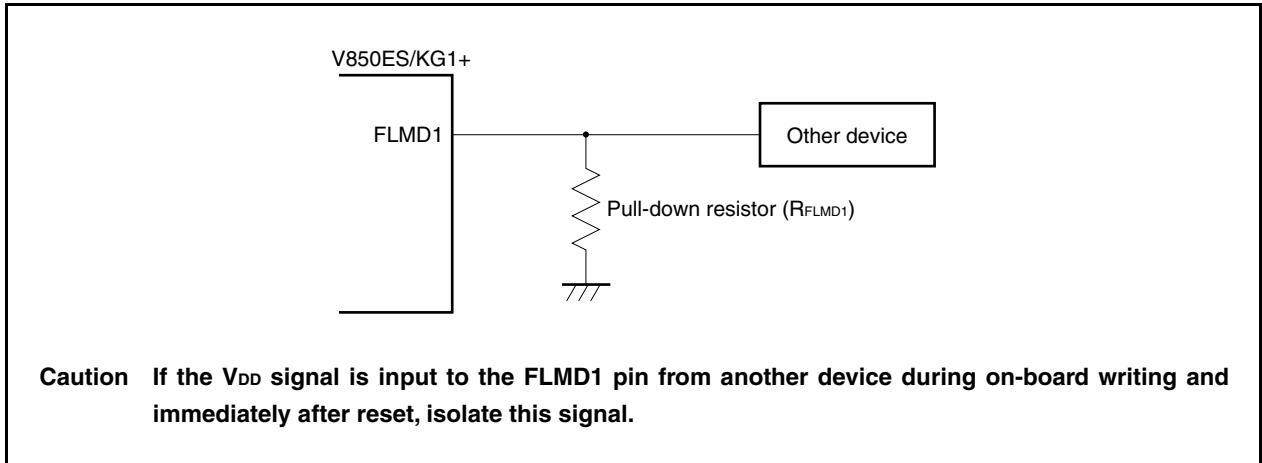 V850ES/KG1+
FLMD1
Other device
Pull-down resistor (RFLMD1)
Caution If the VDD signal is input to the FLMD1 pin from another device during on-board writing and
immediately after reset, isolate this signal.